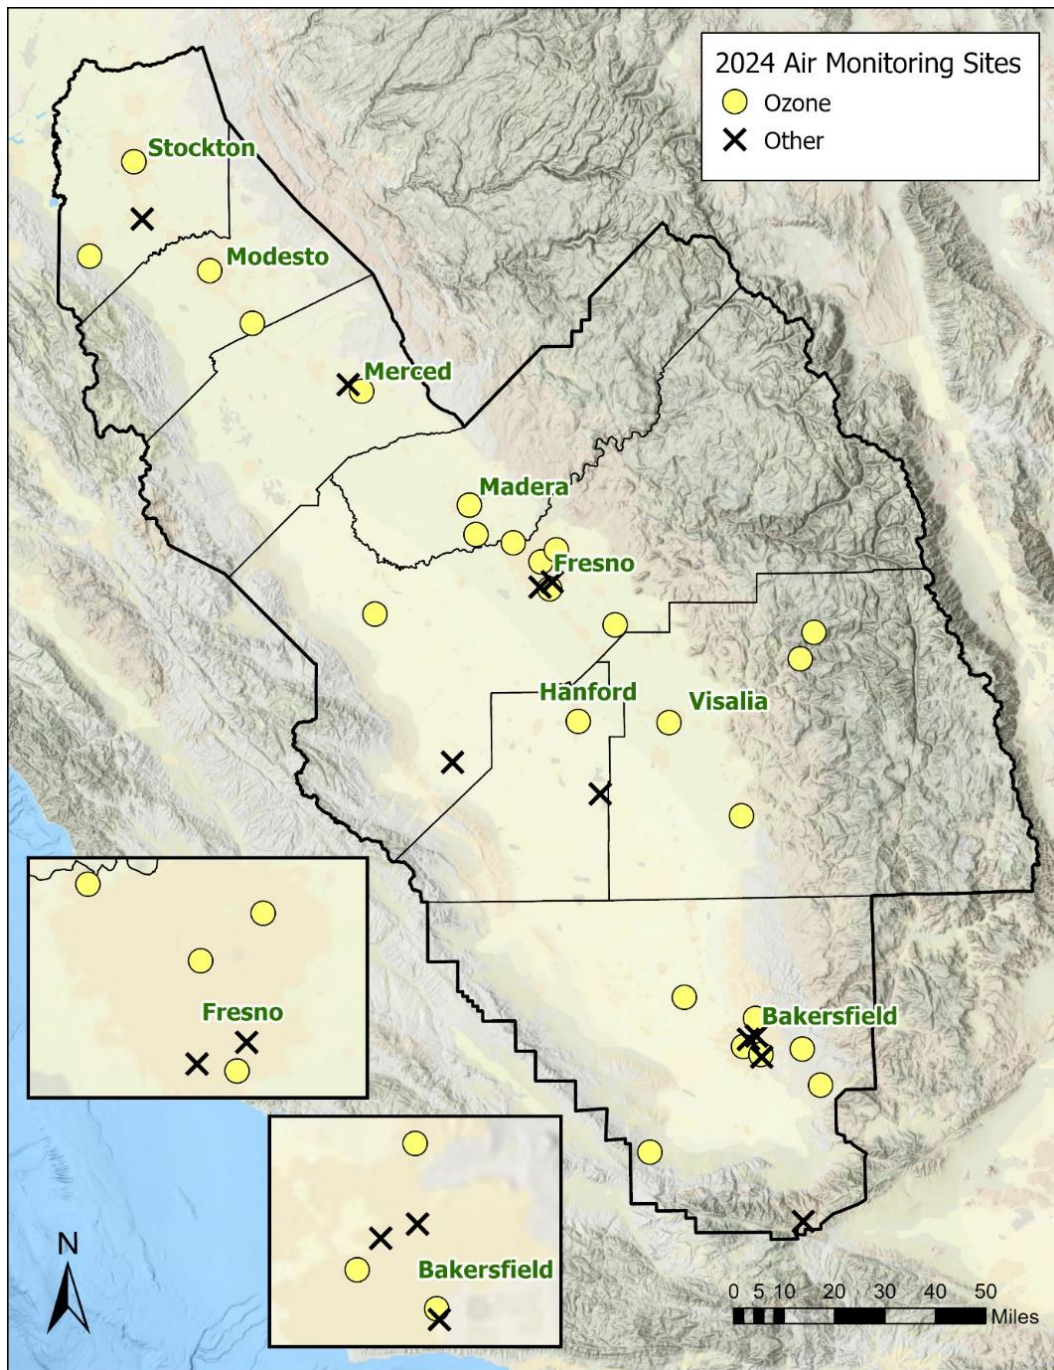 2024 Air Monitoring Sites
Ozone
Other
Stockton
Modesto
Merced
Madera
Fresno
Hanford
Visalia
Fresno
Bakersfield
Bakersfield
N
0 5 10 20 30 40 50
Miles